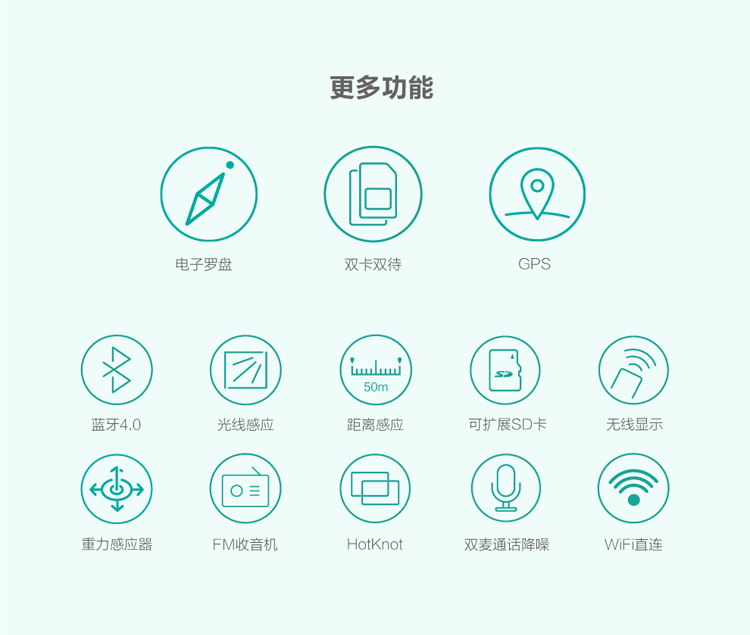 更多功能
电子罗盘
双卡双待
GPS
50m
SD
蓝牙4.0
光线感应
距离感应
可扩展SD卡
无线显示
重力感应器
FM收音机
HotKnot
双麦通话降噪
WiFi直连